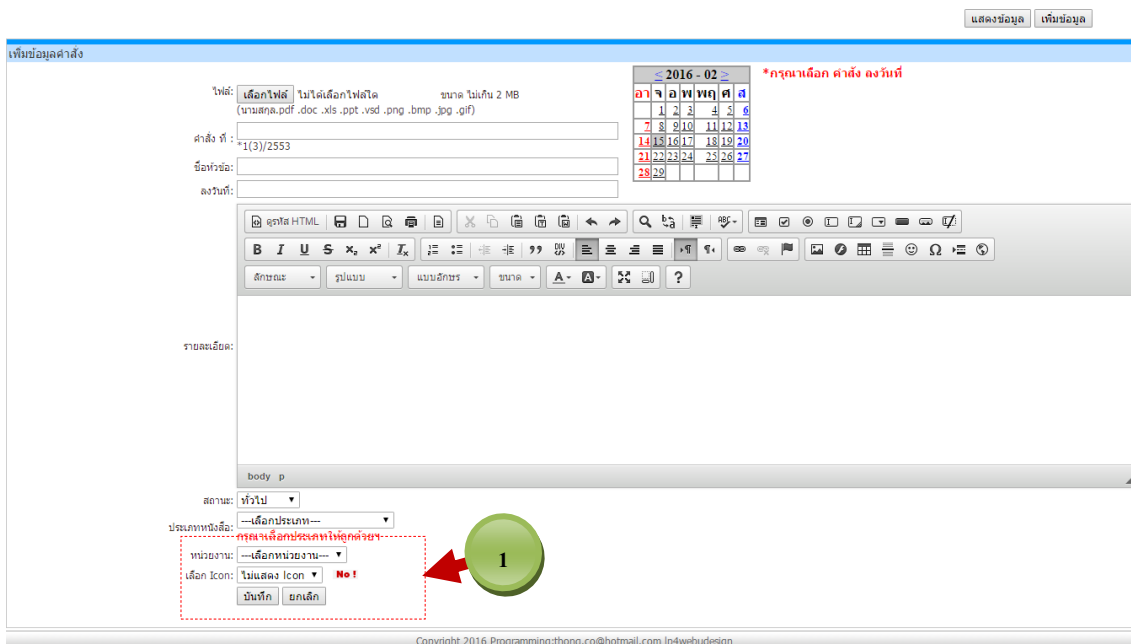 แสดงข้อมูล เพิ่มข้อมูล
เพิ่มข้อมูลคำสั่ง
ไฟล์: เลือกไฟล์ ไม่ได้เลือกไฟล์ใด ขนาด ไม่เกิน 2 MB
(นามสกุล.pdf .doc .xls .ppt .vsd .png .bmp .jpg .gif)
คำสั่ง ที่ :
*1(3)/2553
ชื่อหัวข้อ:
ลงวันที่:
< 2016 - 02 >
อา จ อ พ พฤ ศ ส
1 2 3 4 5 6
7 8 9 10 11 12 13
14 15 16 17 18 19 20
21 22 23 24 25 26 27
28 29
*กรุณาเลือก คำสั่ง ลงวันที่
ดูรหัส HTML
B I U S x₂ x² Iₓ
ลักษณะ รูปแบบ แบบอักษร ขนาด A A ?
รายละเอียด:
body p
สถานะ: ทั่วไป
ประเภทหนังสือ: ---เลือกประเภท---
กรุณาเลือกประเภทให้ถูกด้วยฯ
หน่วยงาน: ---เลือกหน่วยงาน---
เลือก Icon: ไม่แสดง Icon No !
บันทึก ยกเลิก
1
Copyright 2016 Programming:thong.co@hotmail.com lp4webudesign